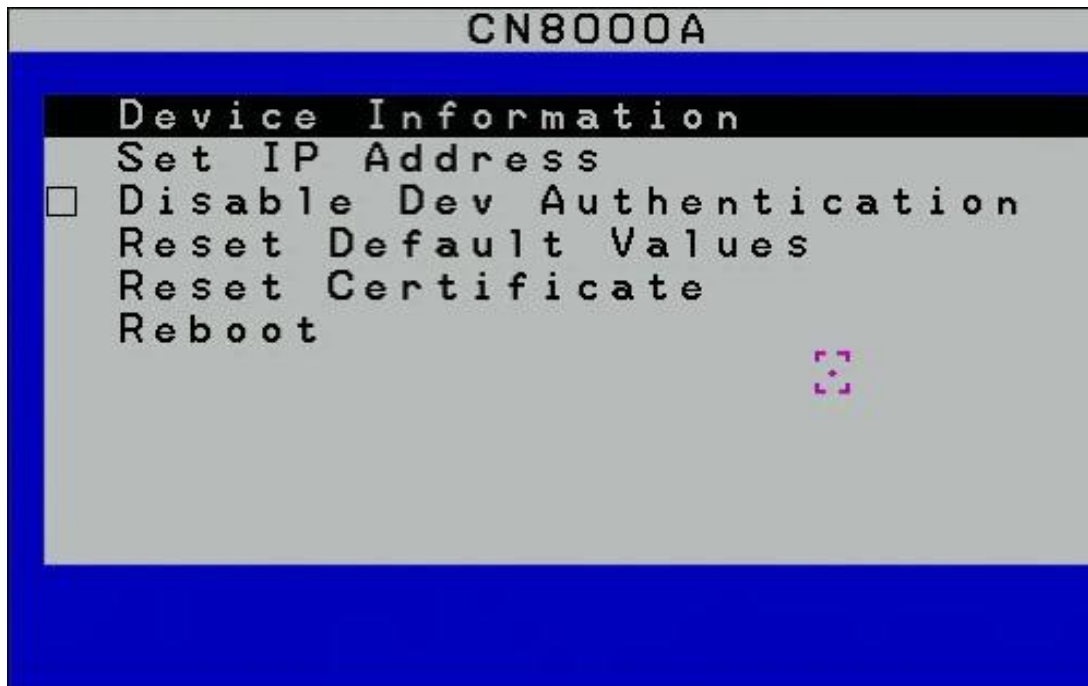 CN8000A
Device Information
Set IP Address
Disable Dev Authentication
Reset Default Values
Reset Certificate
Reboot